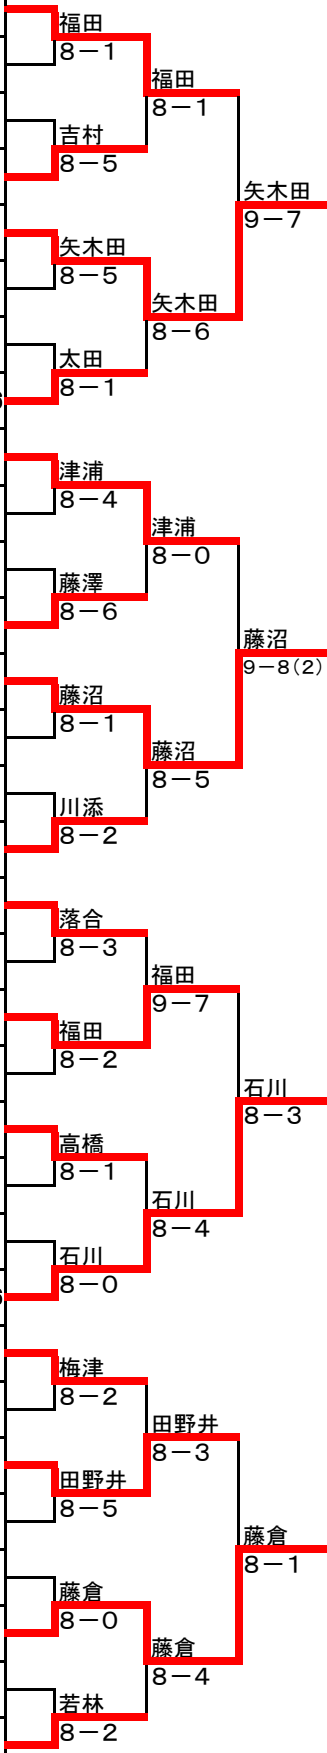 福田
8－1
福田
8－1
吉村
8－5
矢木田
9－7
矢木田
8－5
矢木田
8－6
太田
8－1
津浦
8－4
津浦
8－0
藤澤
8－6
藤沼
9－8(2)
藤沼
8－1
藤沼
8－5
川添
8－2
落合
8－3
福田
9－7
福田
8－2
石川
8－3
高橋
8－1
石川
8－4
石川
8－0
梅津
8－2
田野井
8－3
田野井
8－5
藤倉
8－1
藤倉
8－0
藤倉
8－4
若林
8－2